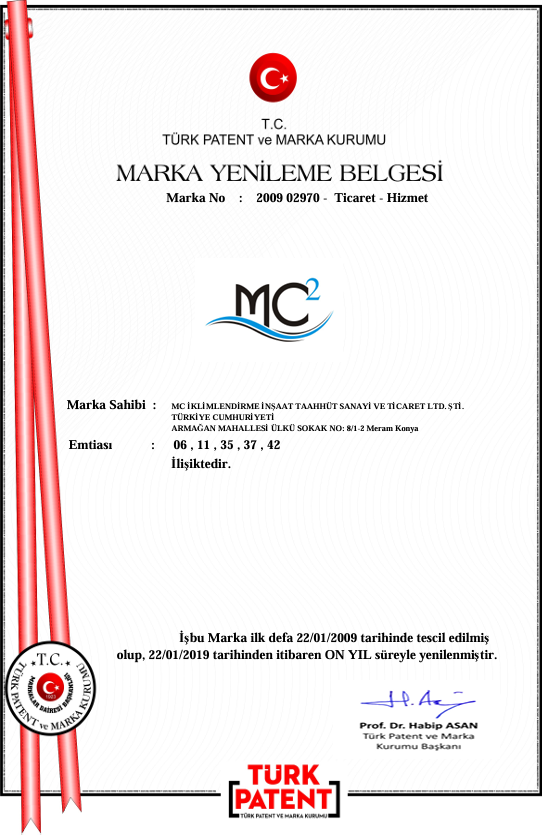 T.C.
TÜRK PATENT ve MARKA KURUMU
MARKA YENİLEME BELGESİ
Marka No : 2009 02970 - Ticaret - Hizmet
MC2
Marka Sahibi : MC İKLİMLENDİRME İNŞAAT TAAHHÜT SANAYİ VE TİCARET LTD. ŞTİ.
TÜRKİYE CUMHURİYETİ
ARMAĞAN MAHALLESİ ÜLKÜ SOKAK NO: 8/1-2 Meram Konya
Emtiası : 06 , 11 , 35 , 37 , 42
İlişiktedir.
İşbu Marka ilk defa 22/01/2009 tarihinde tescil edilmiş
olup, 22/01/2019 tarihinden itibaren ON YIL süreyle yenilenmiştir.
T.C.
TÜRK PATENT ve MARKA KURUMU
MARKALAR DAİRESİ BAŞKANLIĞI
Prof. Dr. Habip ASAN
Türk Patent ve Marka
Kurumu Başkanı
TÜRK
PATENT
TÜRK PATENT VE MARKA KURUMU